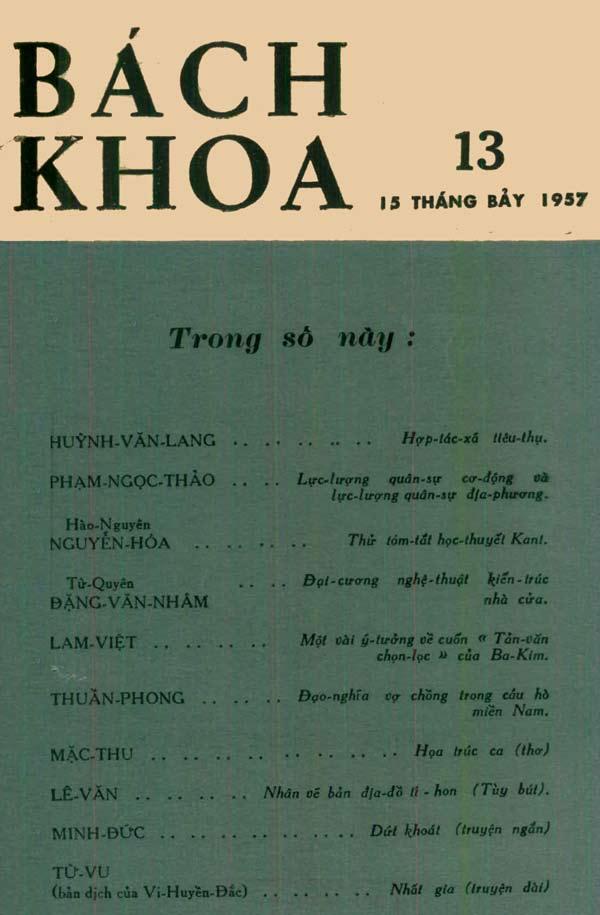 BÁCH
KHOA
13
15 THÁNG BẢY 1957
Trong số này :
HUỲNH-VĂN-LANG .. .. .. .. .. Hợp-tác-xã tiêu-thụ.
PHẠM-NGỌC-THẢO .. .. Lực-lượng quân-sự cơ-động và
lực-lượng quân-sự địa-phương.
Hào-Nguyên
NGUYỄN-HÓA .. .. .. .. Thử tóm-tắt học-thuyết Kant.
Từ-Quyên .. .. Đại-cương nghệ-thuật kiến-trúc
ĐẶNG-VĂN-NHÂM nhà cửa.
LAM-VIỆT .. .. .. .. Một vài ý-tưởng về cuốn « Tản-văn
chọn-lọc » của Ba-Kim.
THUẦN-PHONG .. .. .. Đạo-nghĩa vợ chồng trong câu hò
miền Nam.
MẶC-THU .. .. .. .. .. .. .. Họa trúc ca (thơ)
LÊ-VĂN .. .. .. .. Nhân vẽ bản địa-đồ tí-hon (Tùy bút).
MINH-ĐỨC .. .. .. .. .. .. Dứt khoát (truyện ngắn)
TỪ-VU
(bản dịch của Vi-Huyền-Đắc) .. .. .. .. Nhất gia (truyện dài)